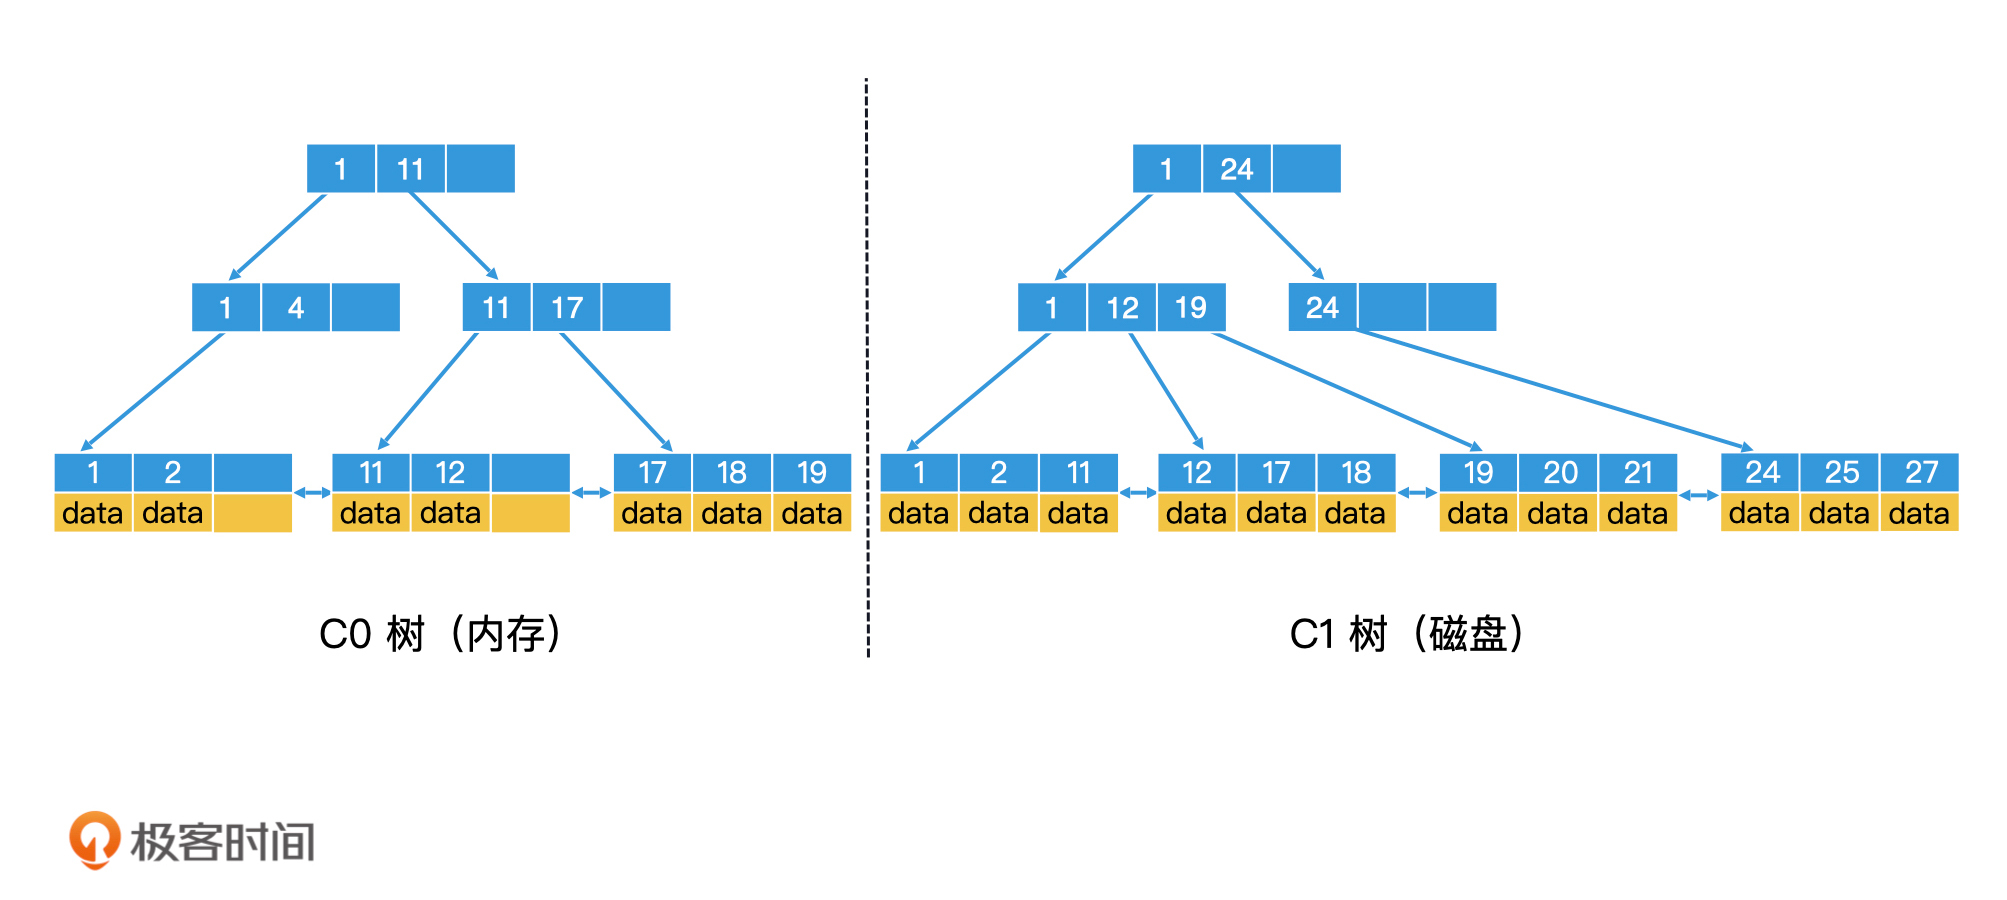 1 11
1 4
11 17
1 2
data data
11 12
data data
17 18 19
data data data
C0 树（内存）
1 24
1 12 19
24
1 2 11
data data data
12 17 18
data data data
19 20 21
data data data
24 25 27
data data data
C1 树（磁盘）
极客时间